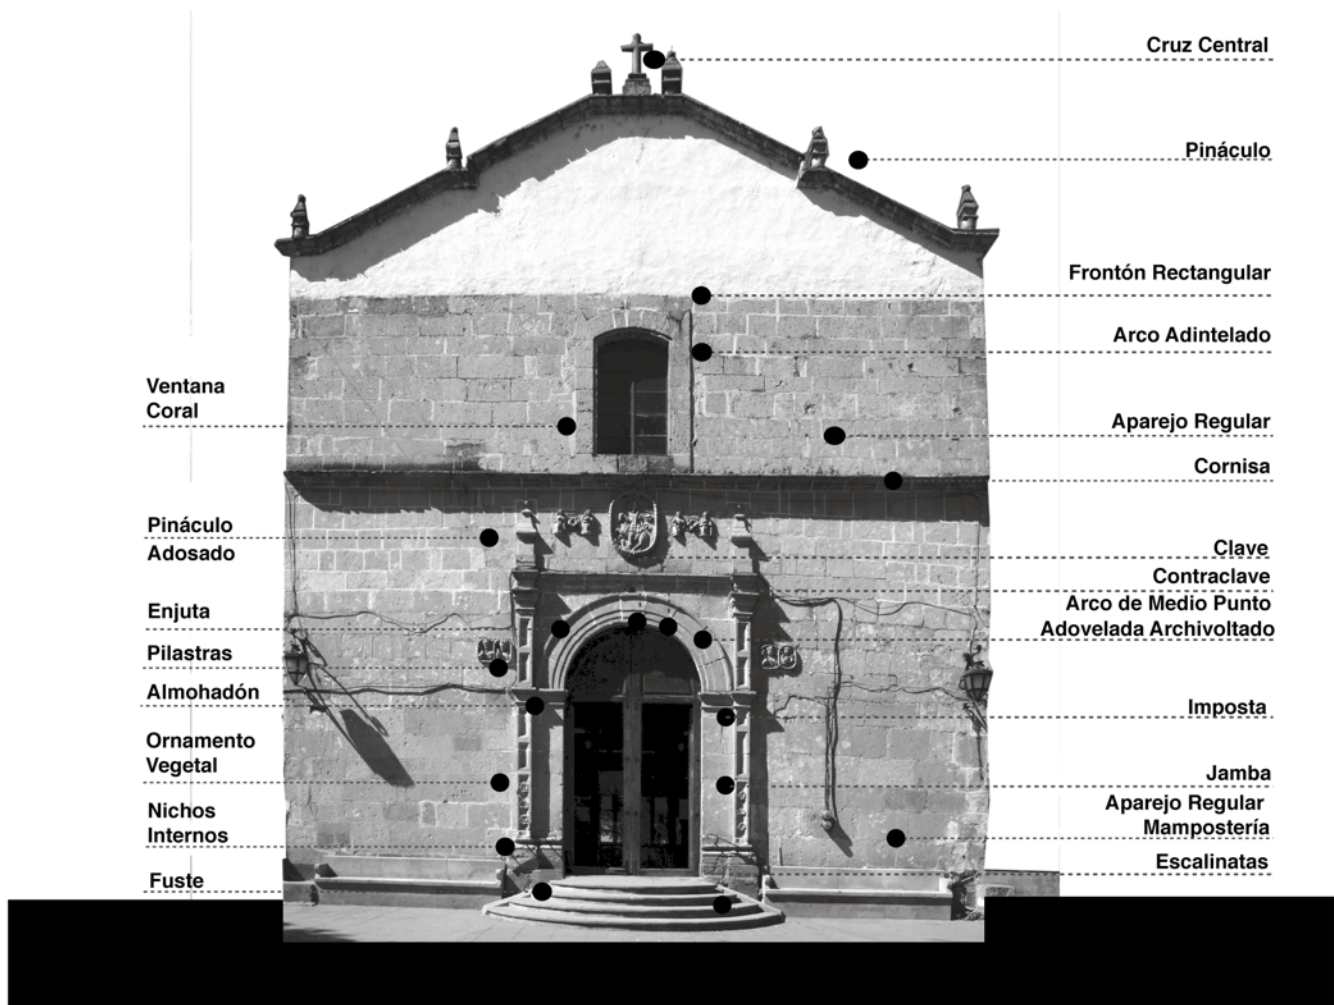 Cruz Central
Pináculo
Frontón Rectangular
Arco Adintelado
Ventana
Coral
Aparejo Regular
Cornisa
Pináculo
Adosado
Clave
Contraclave
Enjuta
Arco de Medio Punto
Adovelada Archivoltado
Pilastras
Almohadón
Imposta
Ornamento
Vegetal
Jamba
Nichos
Internos
Aparejo Regular
Mampostería
Escalinatas
Fuste